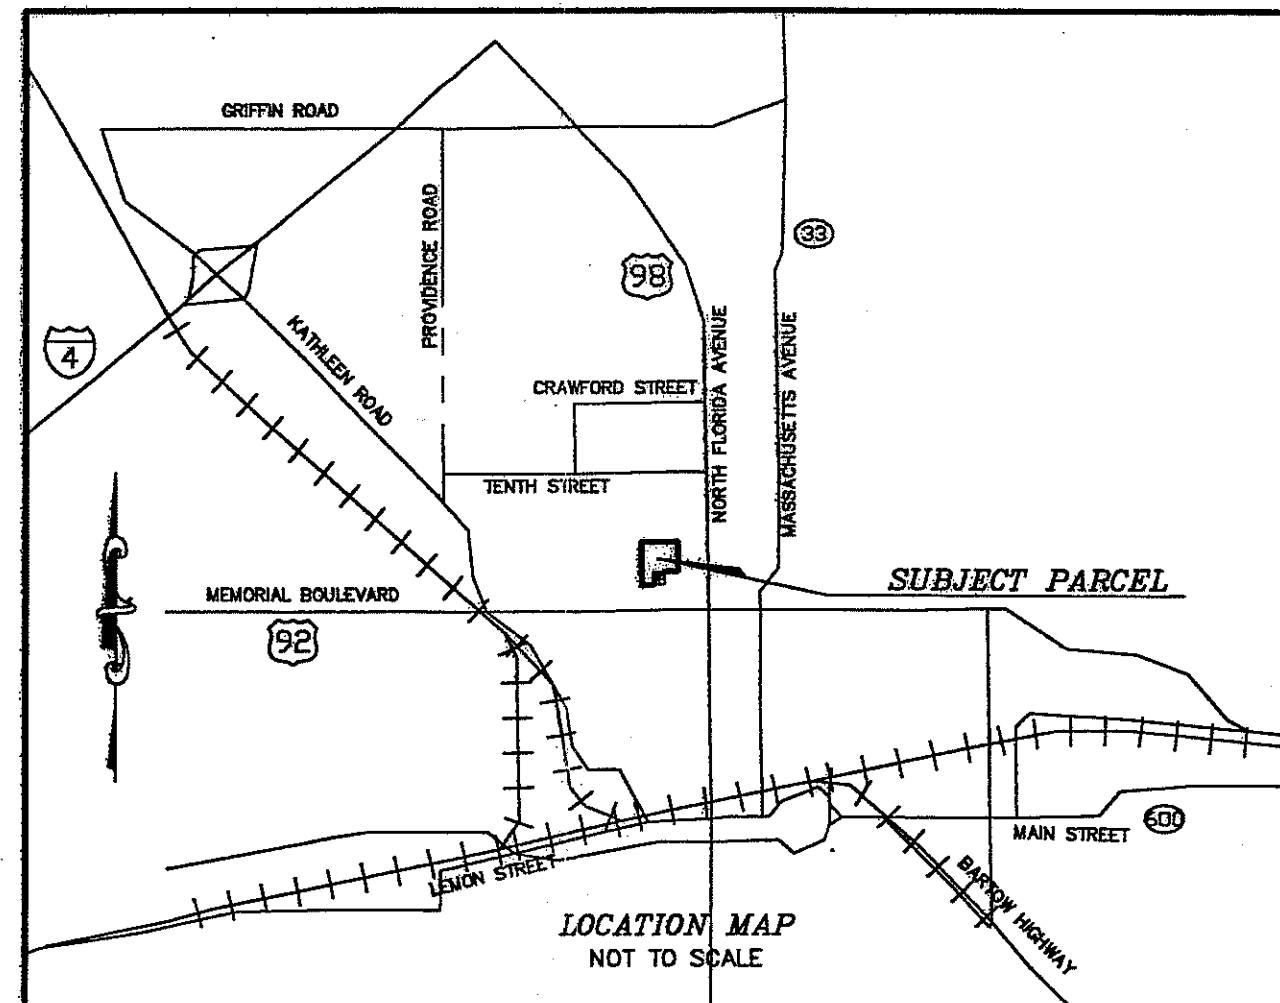 GRIFFIN ROAD
PROVIDENCE ROAD
33
98
4
KATHLEEN ROAD
NORTH FLORIDA AVENUE
MASSACHUSETTS AVENUE
CRAWFORD STREET
TENTH STREET
SUBJECT PARCEL
MEMORIAL BOULEVARD
92
MAIN STREET
600
LEMON STREET
BARTOW HIGHWAY
LOCATION MAP
NOT TO SCALE